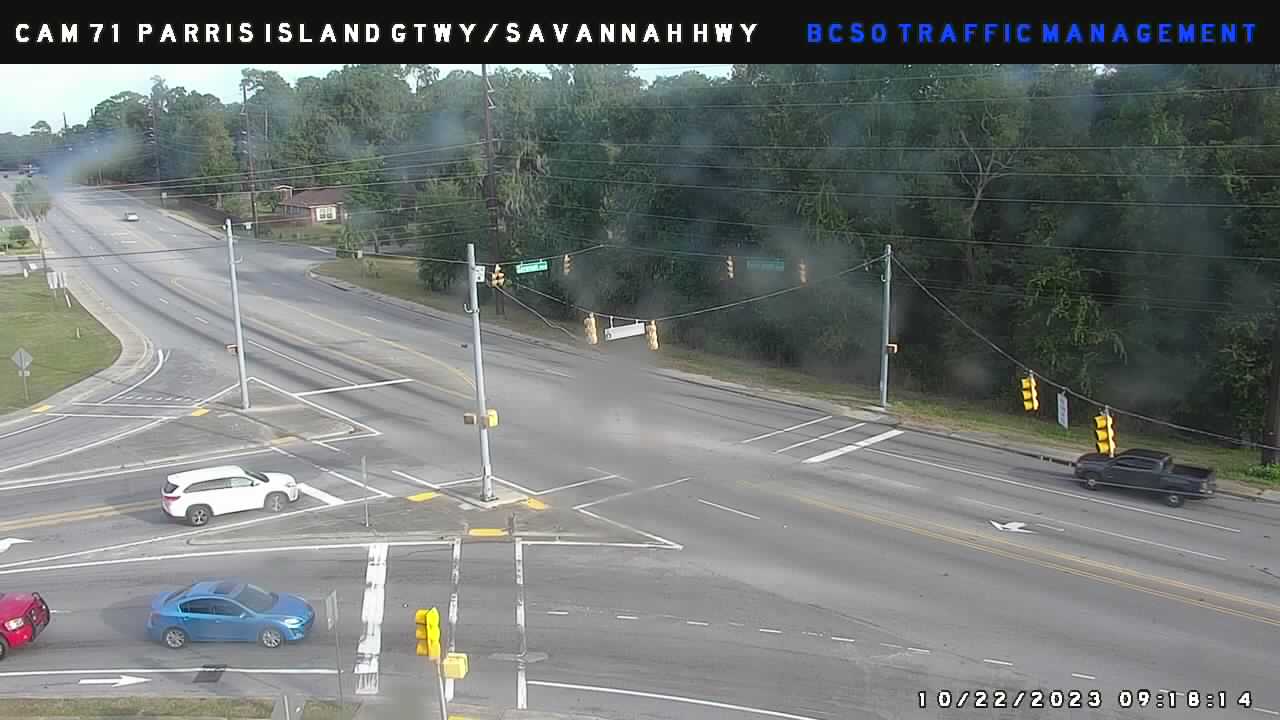 CAM 71 PARRIS ISLAND GTWY/SAVANNAH HWY
BCSO TRAFFIC MANAGEMENT
10/22/2023 09:18:14